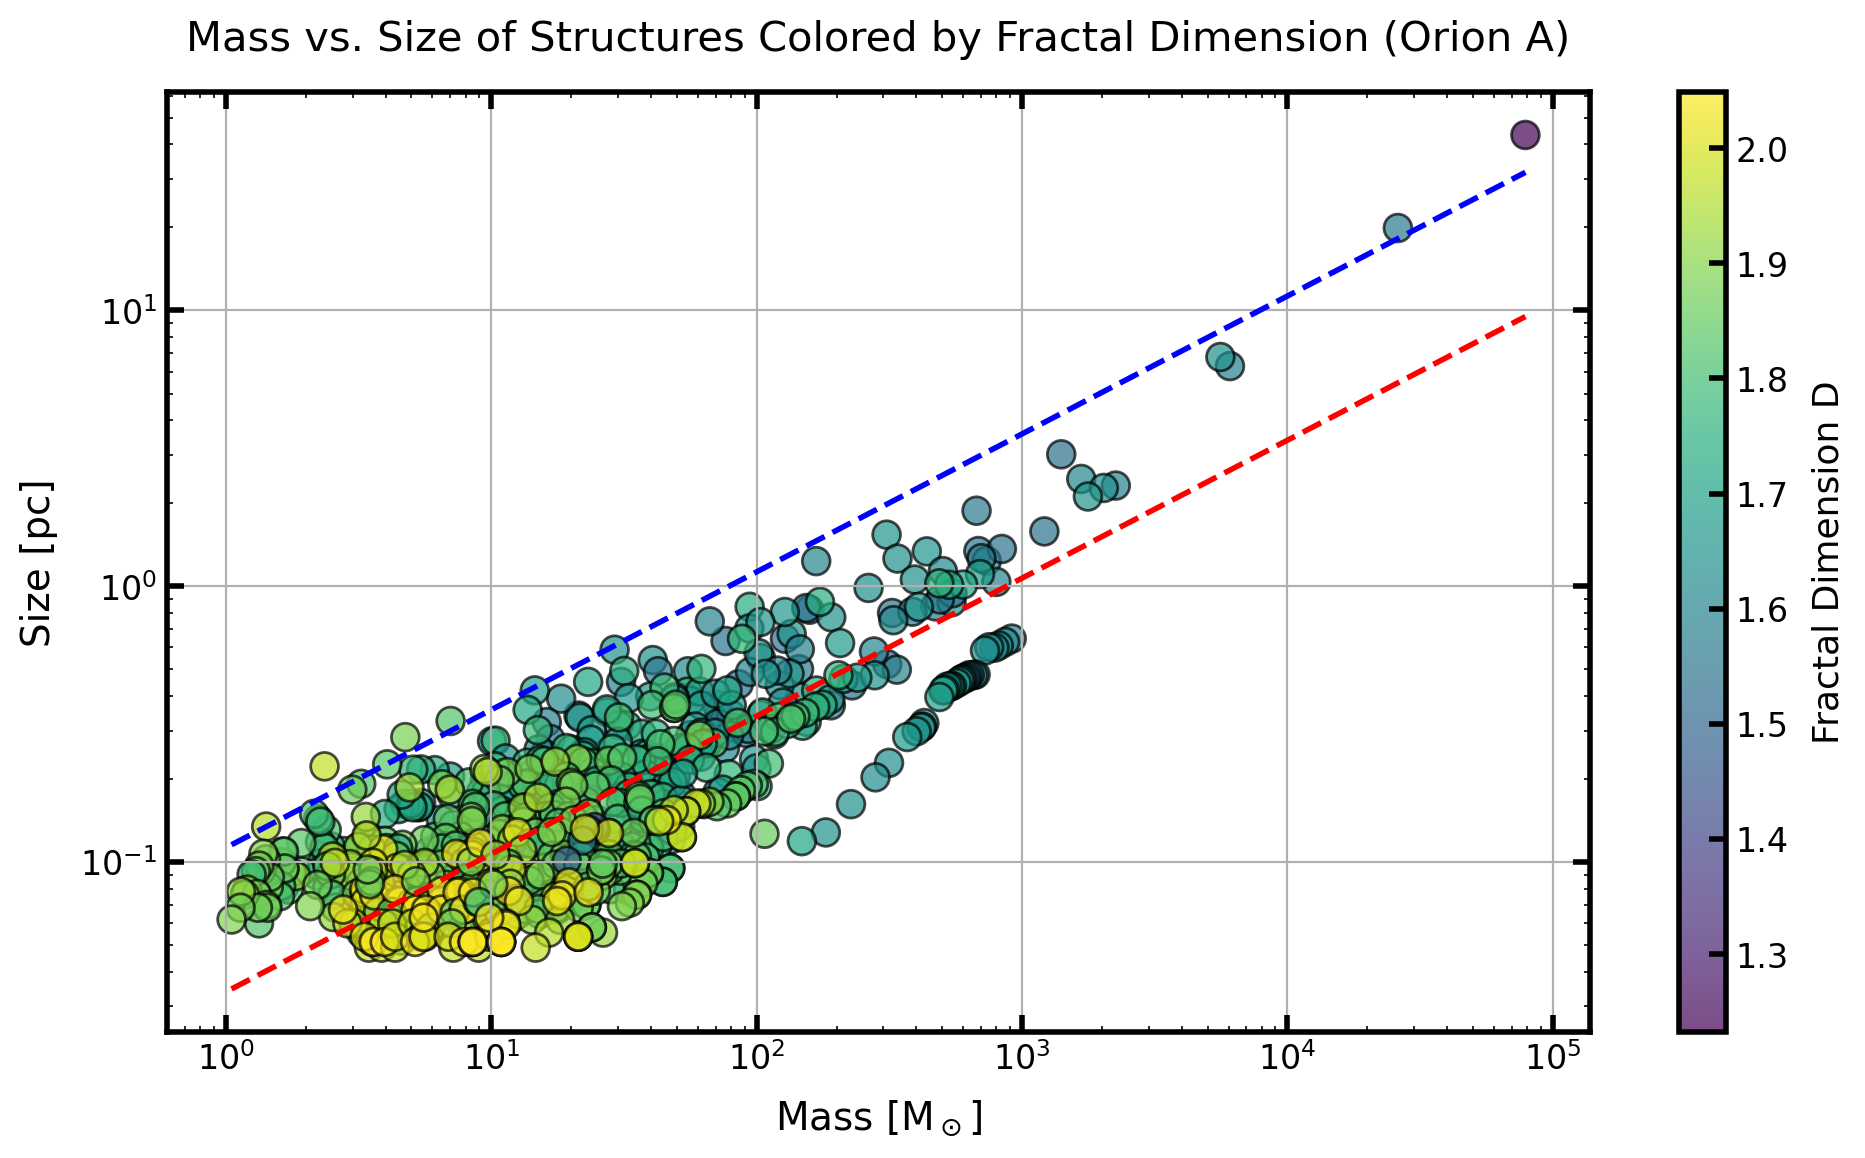 Mass vs. Size of Structures Colored by Fractal Dimension (Orion A)
Size [pc]
10¹
10⁰
10⁻¹
10⁰ 10¹ 10² 10³ 10⁴ 10⁵
Mass [M⊙]
2.0
1.9
1.8
1.7
1.6
1.5
1.4
1.3
Fractal Dimension D